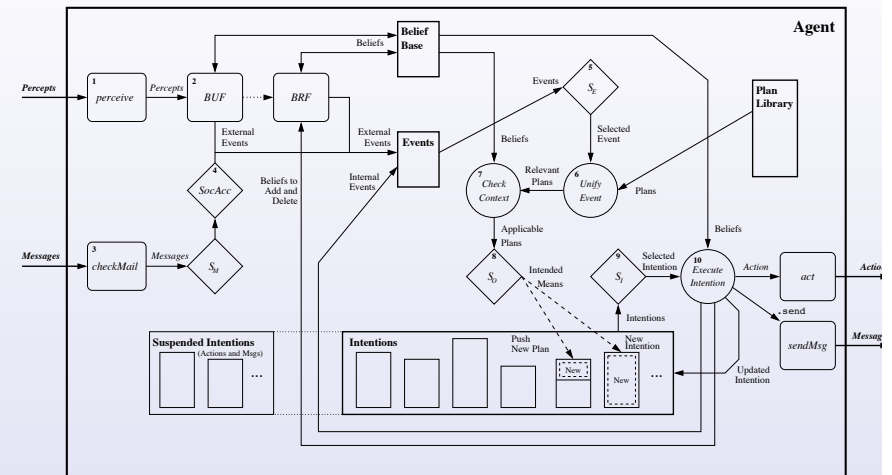 Agent
Belief
Base
Beliefs
Percepts
1
perceive
Percepts
2
BUF
BRF
5
S_E
Events
Plan
Library
External
Events
External
Events
Events
Beliefs
Selected
Event
4
SocAcc
Beliefs to
Add and
Delete
Internal
Events
7
Check
Context
Relevant
Plans
6
Unify
Event
Plans
Applicable
Plans
Beliefs
Messages
3
checkMail
Messages
S_M
8
S_O
Intended
Means
9
S_I
Selected
Intention
10
Execute
Intention
Action
act
Action
.send
sendMsg
Messag
Suspended Intentions
(Actions and Msgs)
...
Intentions
Push
New Plan
New
Intention
Intentions
New
New
...
Updated
Intention